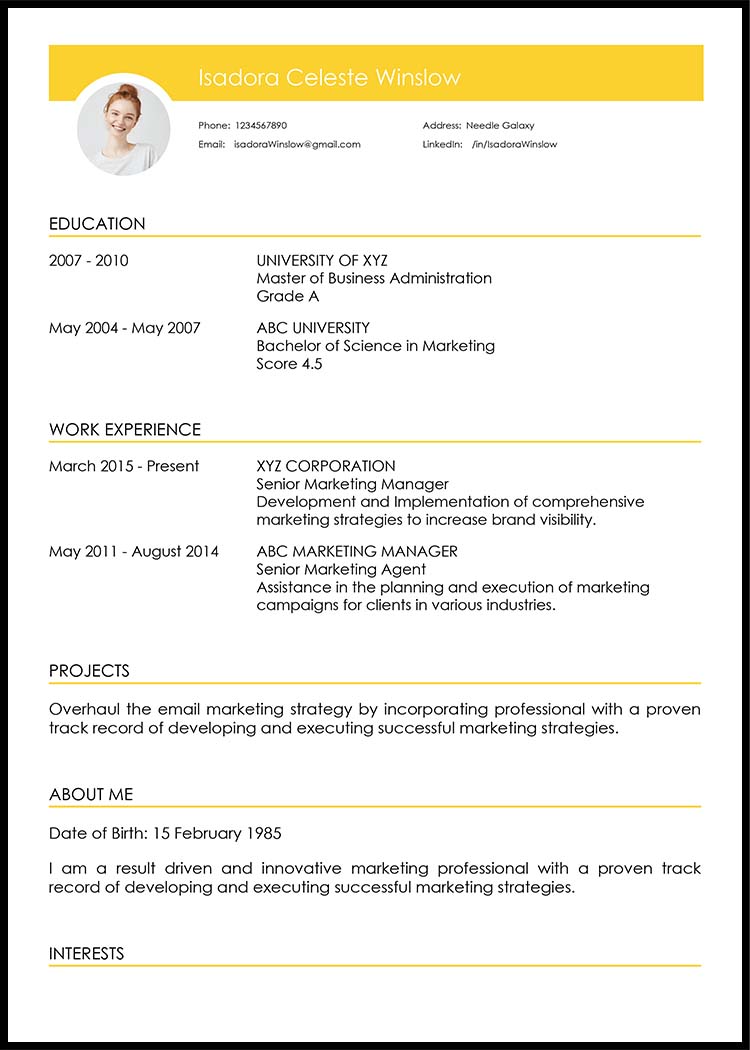 Isadora Celeste Winslow
Phone: 1234567890
Address: Needle Galaxy
Email: isadoraWinslow@gmail.com
LinkedIn: /in/IsadoraWinslow
EDUCATION
2007 - 2010
UNIVERSITY OF XYZ
Master of Business Administration
Grade A
May 2004 - May 2007
ABC UNIVERSITY
Bachelor of Science in Marketing
Score 4.5
WORK EXPERIENCE
March 2015 - Present
XYZ CORPORATION
Senior Marketing Manager
Development and Implementation of comprehensive
marketing strategies to increase brand visibility.
May 2011 - August 2014
ABC MARKETING MANAGER
Senior Marketing Agent
Assistance in the planning and execution of marketing
campaigns for clients in various industries.
PROJECTS
Overhaul the email marketing strategy by incorporating professional with a proven
track record of developing and executing successful marketing strategies.
ABOUT ME
Date of Birth: 15 February 1985
I am a result driven and innovative marketing professional with a proven track
record of developing and executing successful marketing strategies.
INTERESTS